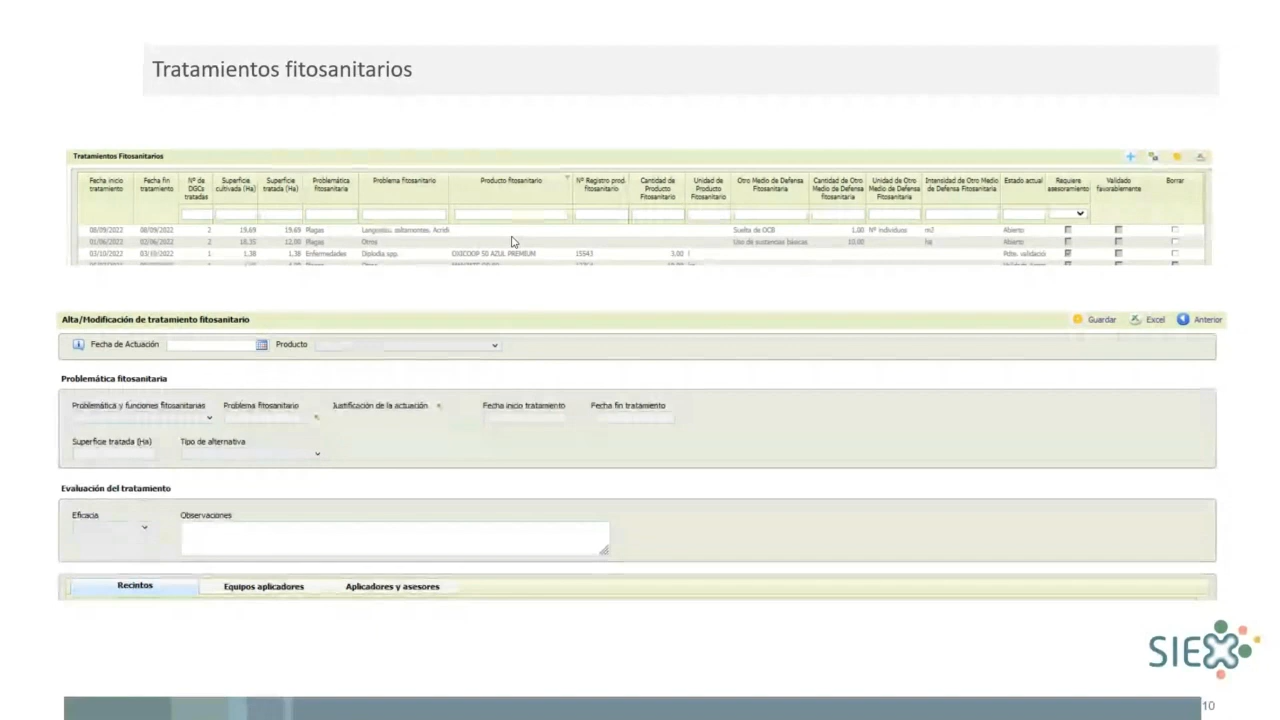 Tratamientos fitosanitarios
Tratamientos Fitosanitarios
Fecha inicio tratamiento
Fecha fin tratamiento
Nº de DGCs tratadas
Superficie cultivada (Ha)
Superficie tratada (Ha)
Problemática fitosanitaria
Problema fitosanitario
Producto fitosanitario
Nº Registro prod. fitosanitario
Cantidad de Producto Fitosanitario
Unidad de Producto Fitosanitario
Otro Medio de Defensa Fitosanitaria
Cantidad de Otro Medio de Defensa fitosanitaria
Unidad de Otro Medio de Defensa Fitosanitaria
Intensidad de Otro Medio de Defensa Fitosanitaria
Estado actual
Requiere asesoramiento
Validado favorablemente
Borrar
08/09/2022 08/09/2022 2 19,69 19,69 Plagas Langostas, saltamontes. Acridi Suelta de OCB 1,00 Nº individuos m2 Abierto
01/06/2022 02/06/2022 2 18,35 12,00 Plagas Otros Uso de sustancias básicas 10,00 ha Abierto
03/10/2022 03/10/2022 1 1,38 1,38 Enfermedades Diplodia spp. OXICOOP 50 AZUL PREMIUM 15543 3,00 l Pdte. validació
Alta/Modificación de tratamiento fitosanitario
Guardar Excel Anterior
Fecha de Actuación Producto
Problemática fitosanitaria
Problemática y funciones fitosanitarias Problema fitosanitario Justificación de la actuación Fecha inicio tratamiento Fecha fin tratamiento
Superficie tratada (Ha) Tipo de alternativa
Evaluación del tratamiento
Eficacia Observaciones
Recintos Equipos aplicadores Aplicadores y asesores
SIEX
10